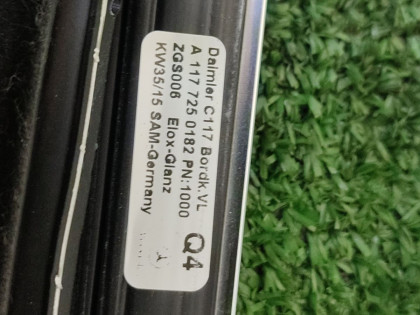 Daimler C117 Bordk.VL
A 117 725 0182 PN:1000
ZGS006 Elox-Glanz
KW35/15 SAM-Germany
Q4